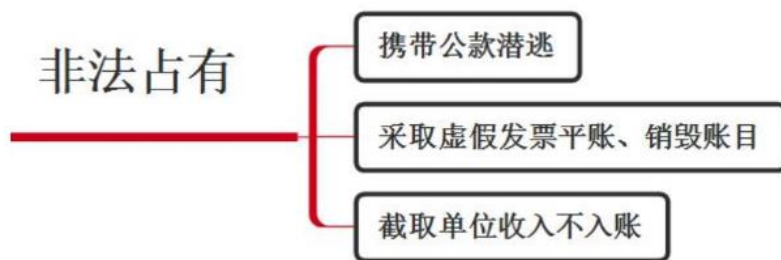 非法占有
携带公款潜逃
采取虚假发票平账、销毁账目
截取单位收入不入账